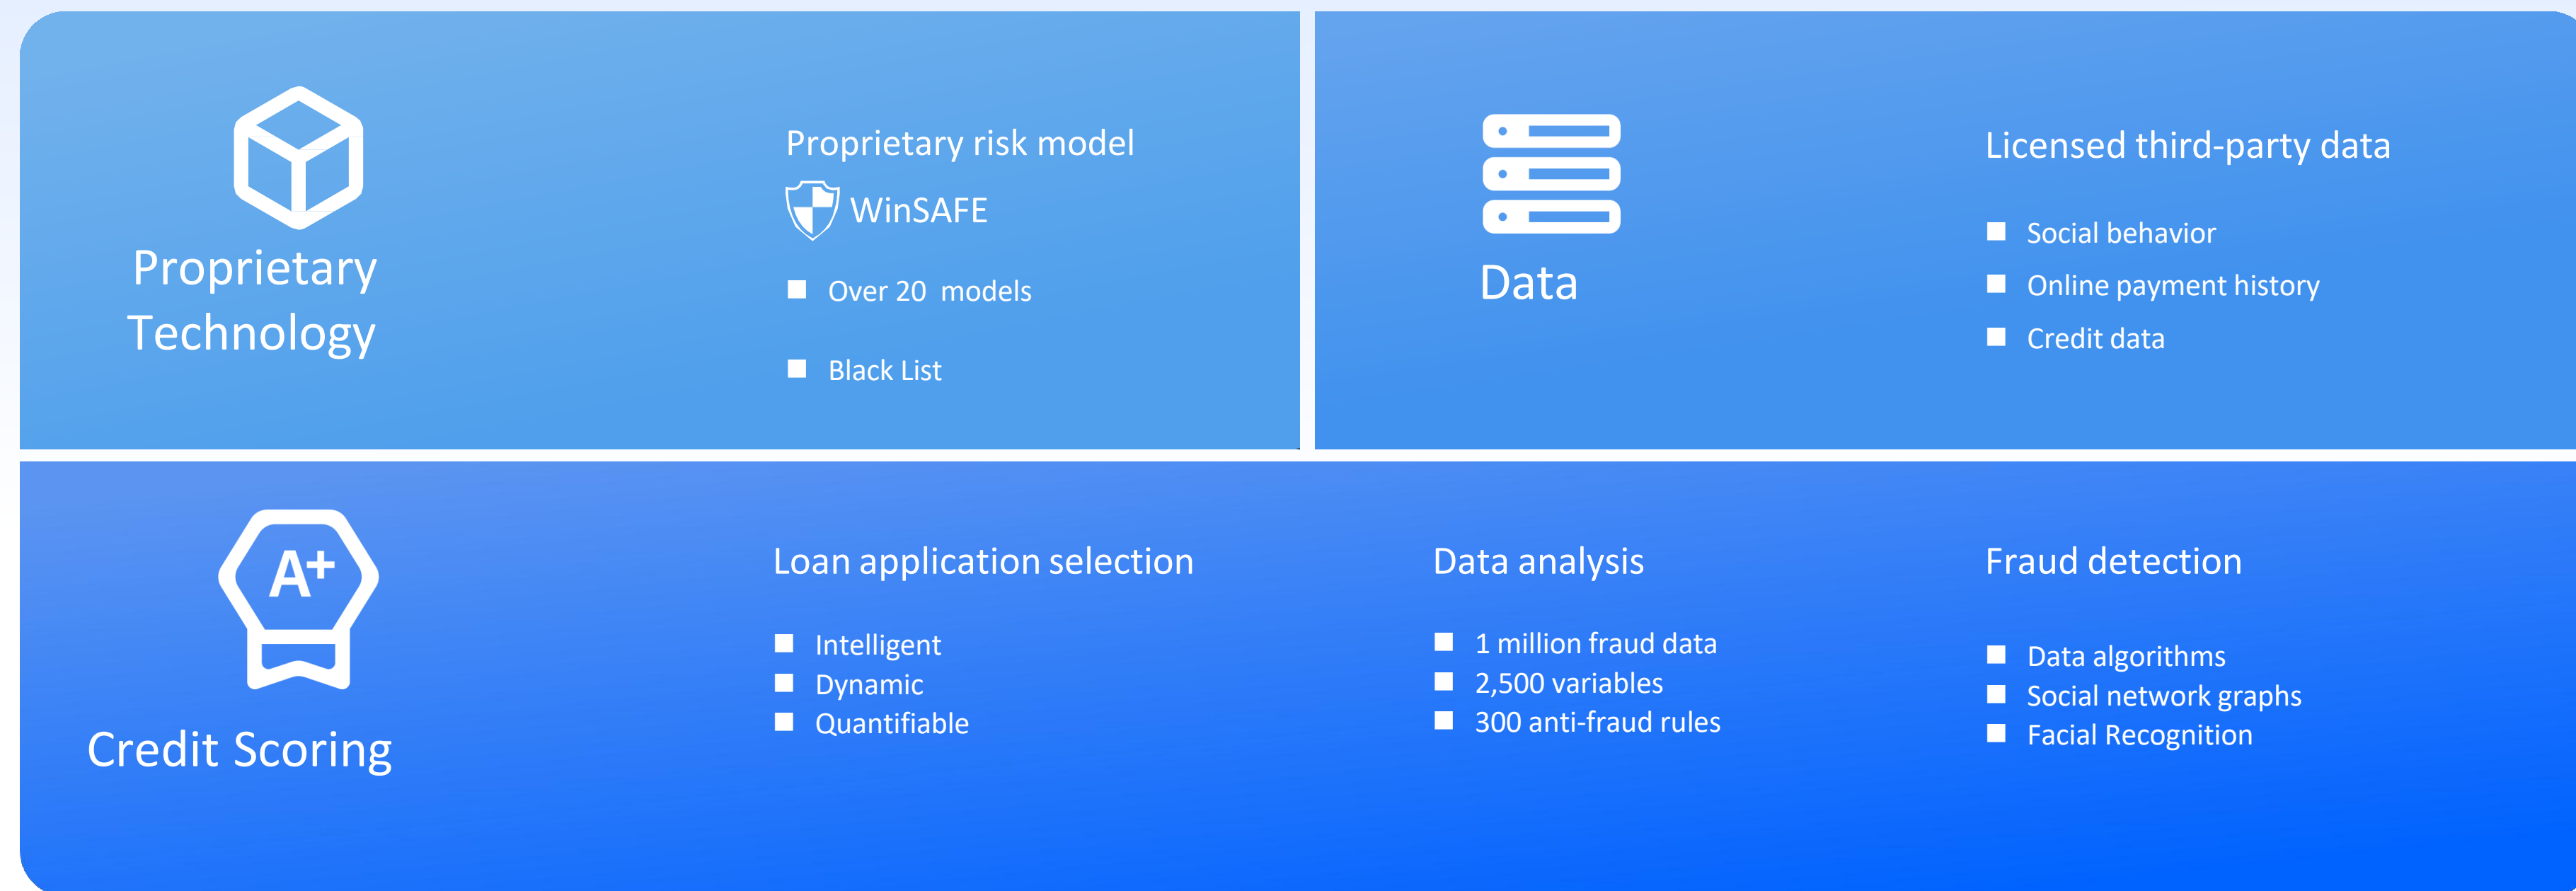 Proprietary
Technology
Proprietary risk model
WinSAFE
■ Over 20 models
■ Black List
Data
Licensed third-party data
■ Social behavior
■ Online payment history
■ Credit data
A+
Credit Scoring
Loan application selection
■ Intelligent
■ Dynamic
■ Quantifiable
Data analysis
■ 1 million fraud data
■ 2,500 variables
■ 300 anti-fraud rules
Fraud detection
■ Data algorithms
■ Social network graphs
■ Facial Recognition